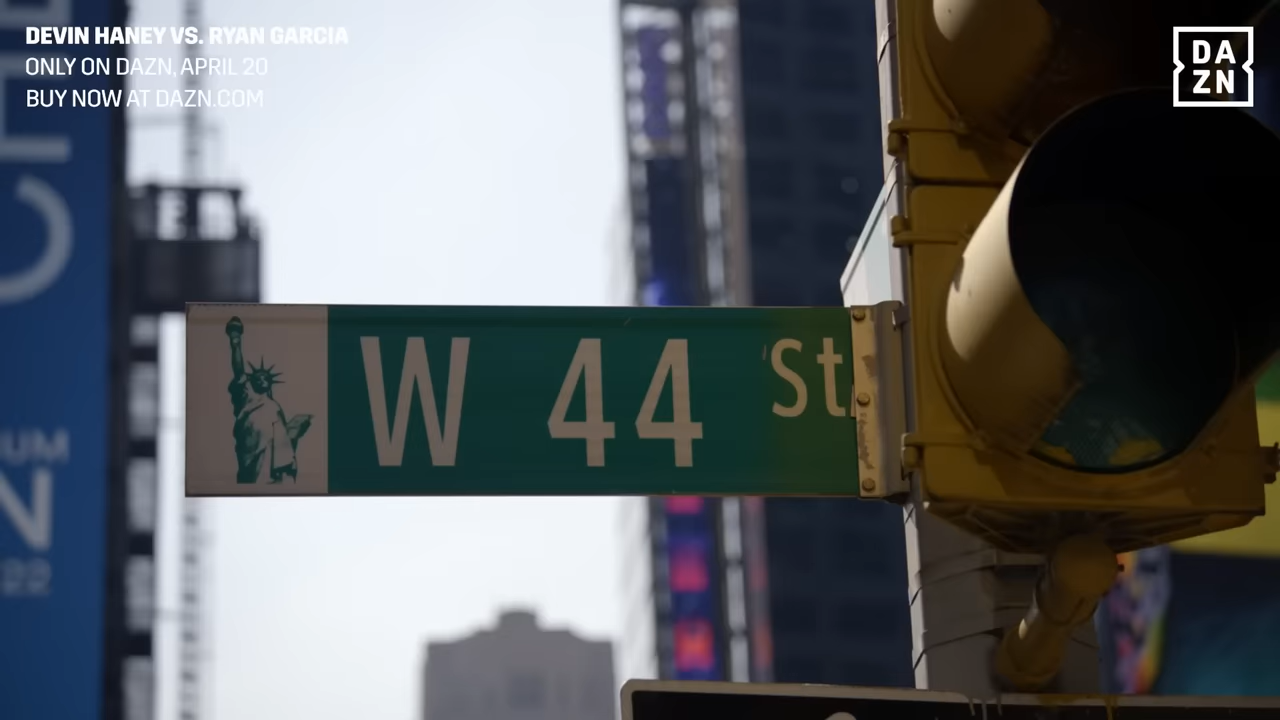 DEVIN HANEY VS. RYAN GARCIA
ONLY ON DAZN, APRIL 20
BUY NOW AT DAZN.COM
DA
ZN
W 44 St